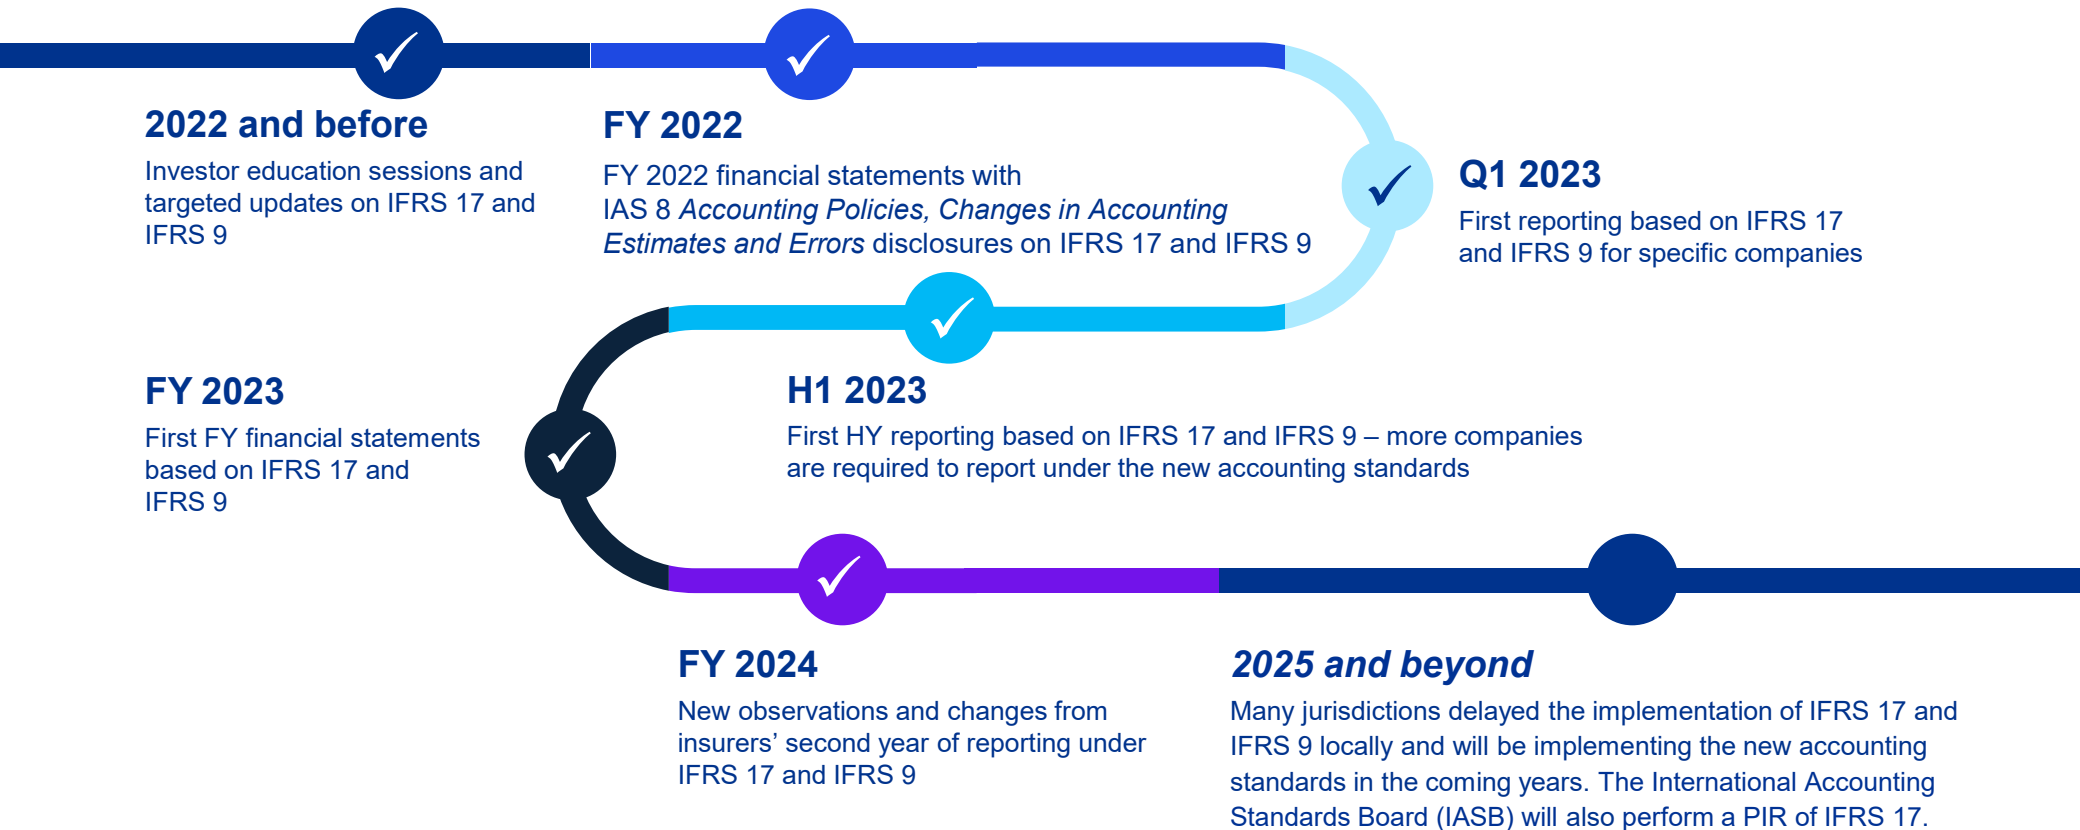 2022 and before
Investor education sessions and
targeted updates on IFRS 17 and
IFRS 9
FY 2022
FY 2022 financial statements with
IAS 8 Accounting Policies, Changes in Accounting
Estimates and Errors disclosures on IFRS 17 and IFRS 9
Q1 2023
First reporting based on IFRS 17
and IFRS 9 for specific companies
H1 2023
First HY reporting based on IFRS 17 and IFRS 9 – more companies
are required to report under the new accounting standards
FY 2023
First FY financial statements
based on IFRS 17 and
IFRS 9
FY 2024
New observations and changes from
insurers’ second year of reporting under
IFRS 17 and IFRS 9
2025 and beyond
Many jurisdictions delayed the implementation of IFRS 17 and
IFRS 9 locally and will be implementing the new accounting
standards in the coming years. The International Accounting
Standards Board (IASB) will also perform a PIR of IFRS 17.